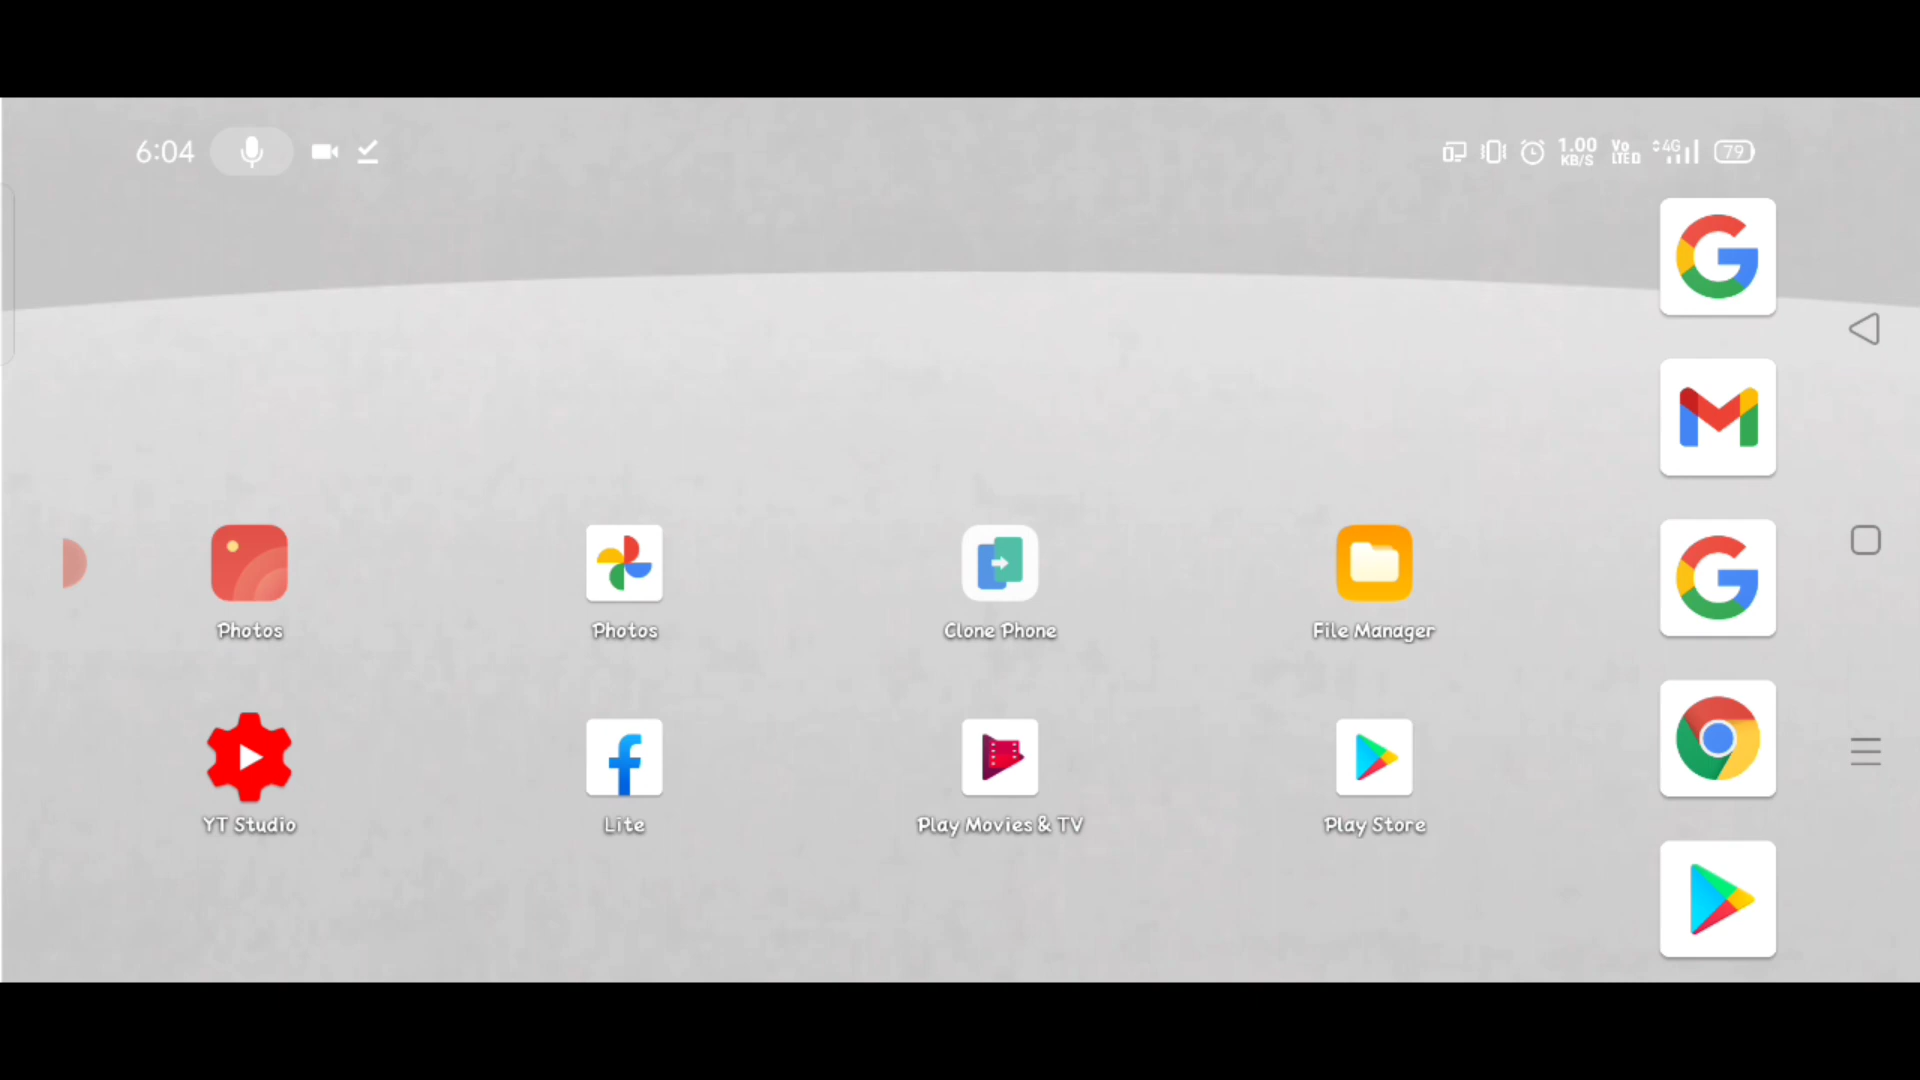 6:04
1.00
KB/S
Vo
LTE
4G
79
Photos
Photos
Clone Phone
File Manager
YT Studio
Lite
Play Movies & TV
Play Store